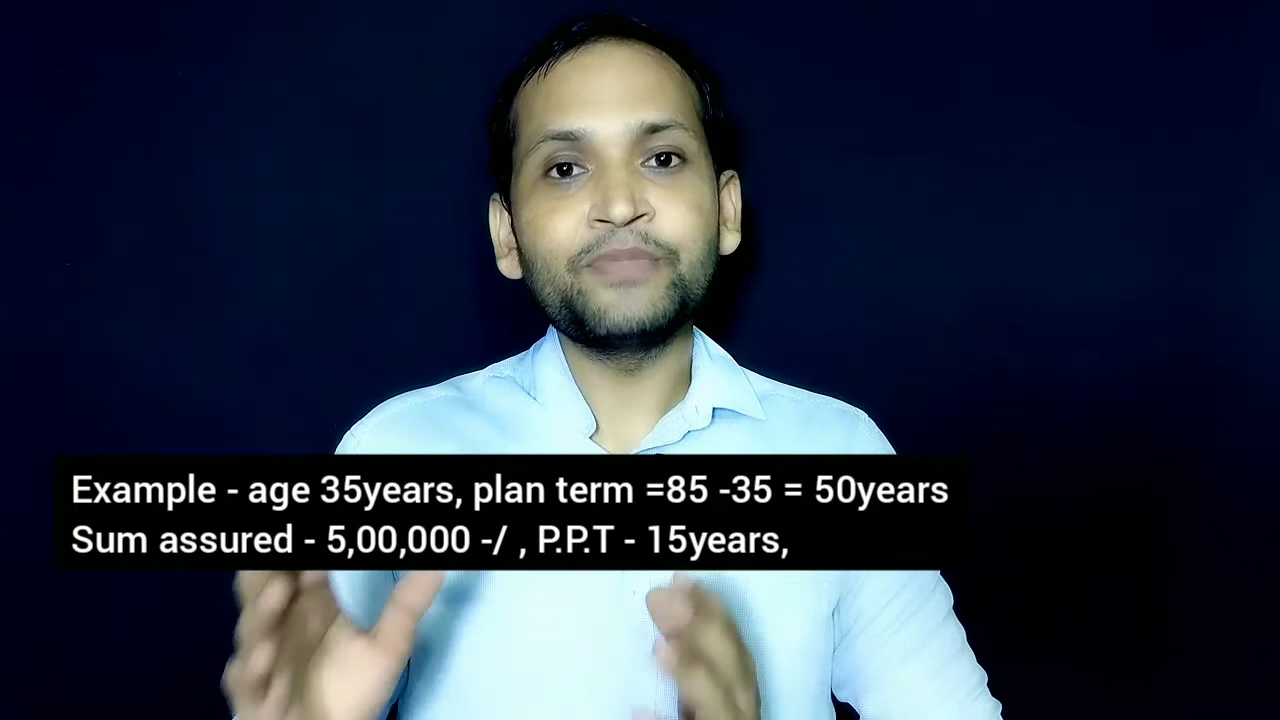 Example - age 35years, plan term =85 -35 = 50years
Sum assured - 5,00,000 -/ , P.P.T - 15years,